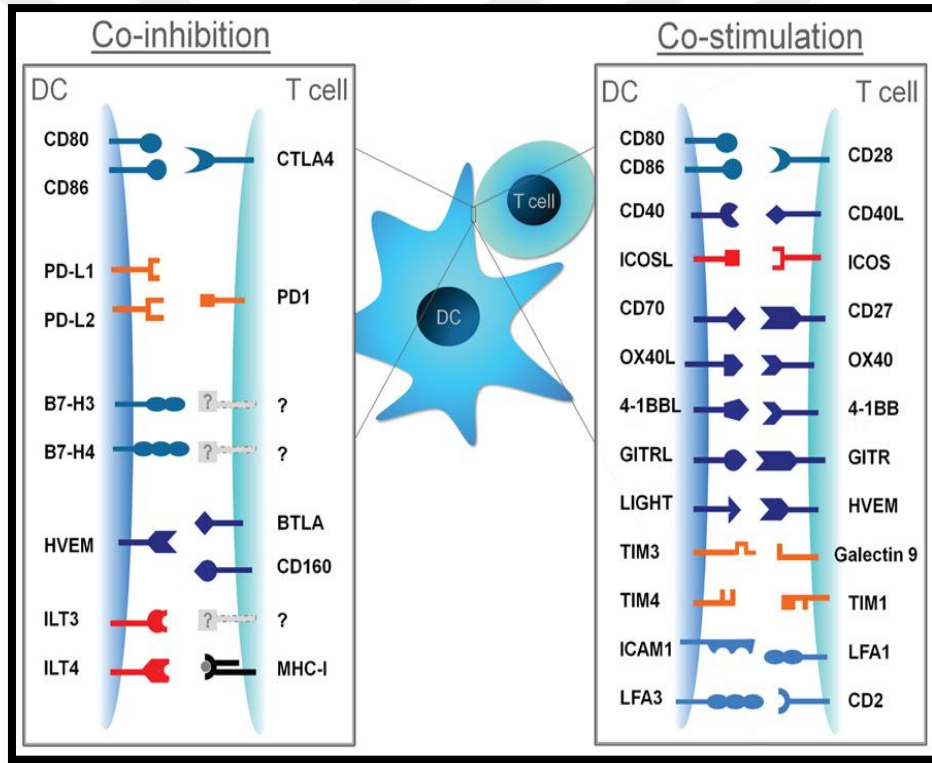 Co-inhibition
DC T cell
CD80
CTLA4
CD86
PD-L1
PD1
PD-L2
B7-H3 ? ?
B7-H4 ? ?
BTLA
HVEM
CD160
ILT3 ? ?
ILT4 MHC-I
T cell
DC
Co-stimulation
DC T cell
CD80
CD28
CD86
CD40 CD40L
ICOSL ICOS
CD70 CD27
OX40L OX40
4-1BBL 4-1BB
GITRL GITR
LIGHT HVEM
TIM3 Galectin 9
TIM4 TIM1
ICAM1 LFA1
LFA3 CD2